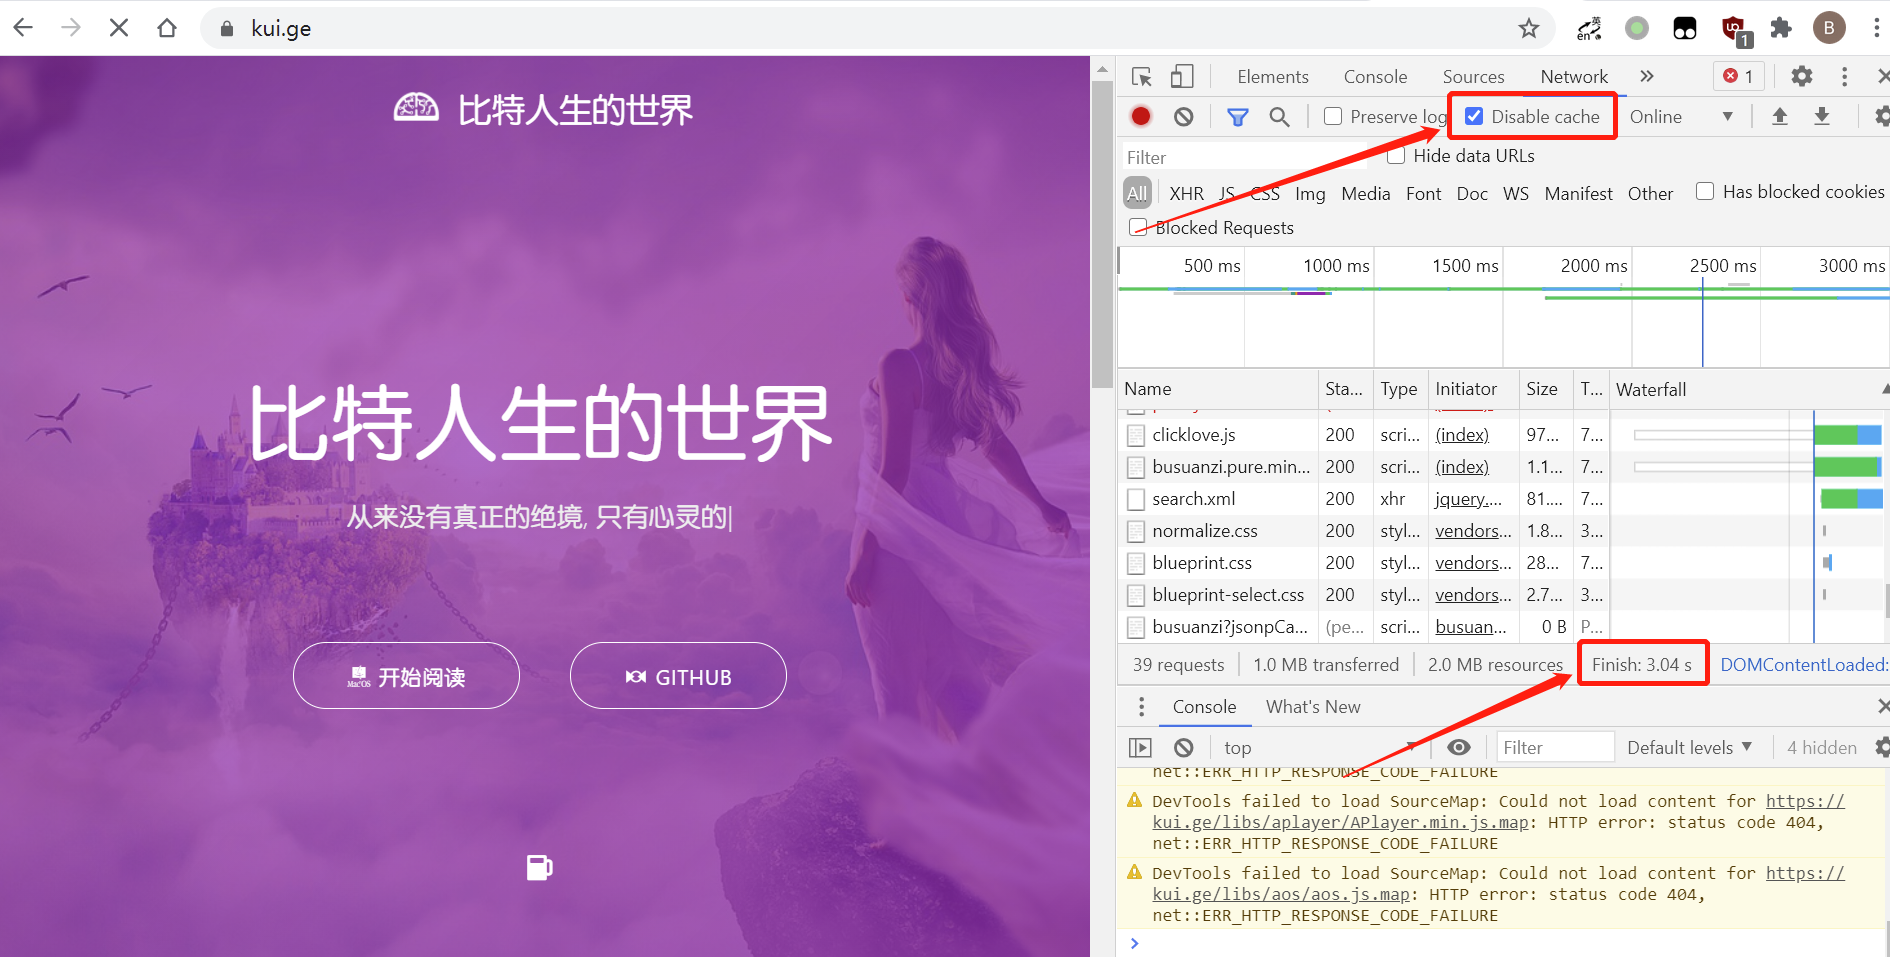 kui.ge
英
en
1
B
比特人生的世界
比特人生的世界
从来没有真正的绝境, 只有心灵的|
MacOS 开始阅读
GITHUB
Elements Console Sources Network 1
Preserve log Disable cache Online
Filter Hide data URLs
All XHR JS CSS Img Media Font Doc WS Manifest Other Has blocked cookies
Blocked Requests
500 ms 1000 ms 1500 ms 2000 ms 2500 ms 3000 ms
Name Sta... Type Initiator Size T... Waterfall
clicklove.js 200 scri... (index) 97... 7...
busuanzi.pure.min... 200 scri... (index) 1.1... 7...
search.xml 200 xhr jquery.... 81.... 7...
normalize.css 200 styl... vendors... 1.8... 3...
blueprint.css 200 styl... vendors... 28... 7...
blueprint-select.css 200 styl... vendors... 2.7... 3...
busuanzi?jsonpCa... (pe... scri... busuan... 0 B P...
39 requests 1.0 MB transferred 2.0 MB resources Finish: 3.04 s DOMContentLoaded:
Console What's New
top Filter Default levels 4 hidden
net::ERR_HTTP_RESPONSE_CODE_FAILURE
DevTools failed to load SourceMap: Could not load content for https://
kui.ge/libs/aplayer/APlayer.min.js.map: HTTP error: status code 404,
net::ERR_HTTP_RESPONSE_CODE_FAILURE
DevTools failed to load SourceMap: Could not load content for https://
kui.ge/libs/aos/aos.js.map: HTTP error: status code 404,
net::ERR_HTTP_RESPONSE_CODE_FAILURE